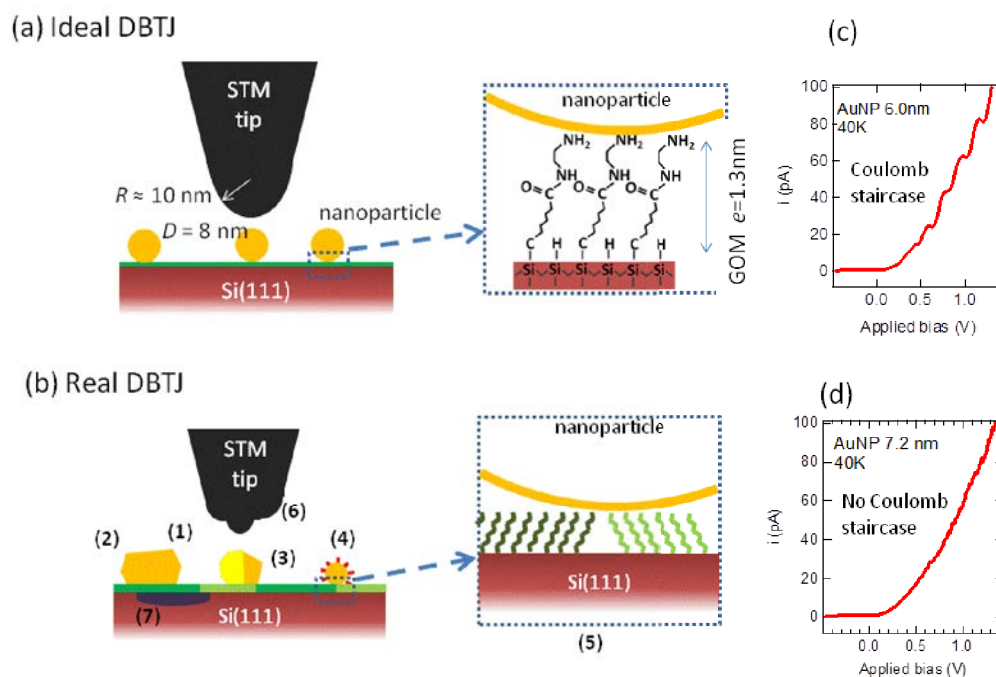 (a) Ideal DBTJ
STM
tip
R ≈ 10 nm
D = 8 nm
nanoparticle
Si(111)
nanoparticle
NH₂ NH₂ NH₂
NH NH NH
O O O
C H C H C H
Si Si Si Si Si Si
GOM e=1.3nm
(c)
AuNP 6.0nm
40K
Coulomb
staircase
i (pA)
100
80
60
40
20
0
0.0 0.5 1.0
Applied bias (V)
(b) Real DBTJ
STM
tip
(6)
(2) (1) (3) (4)
(7) Si(111)
nanoparticle
Si(111)
(5)
(d)
AuNP 7.2 nm
40K
No Coulomb
staircase
i (pA)
100
80
60
40
20
0
0.0 0.5 1.0
Applied bias (V)